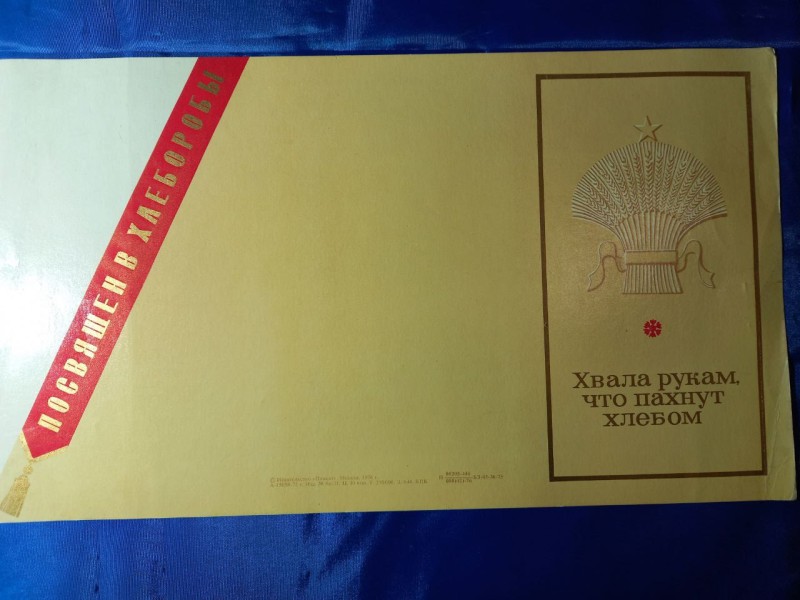 ПОСВЯЩЕН В ХЛЕБОРОБЫ
Хвала рукам,
что пахнут
хлебом